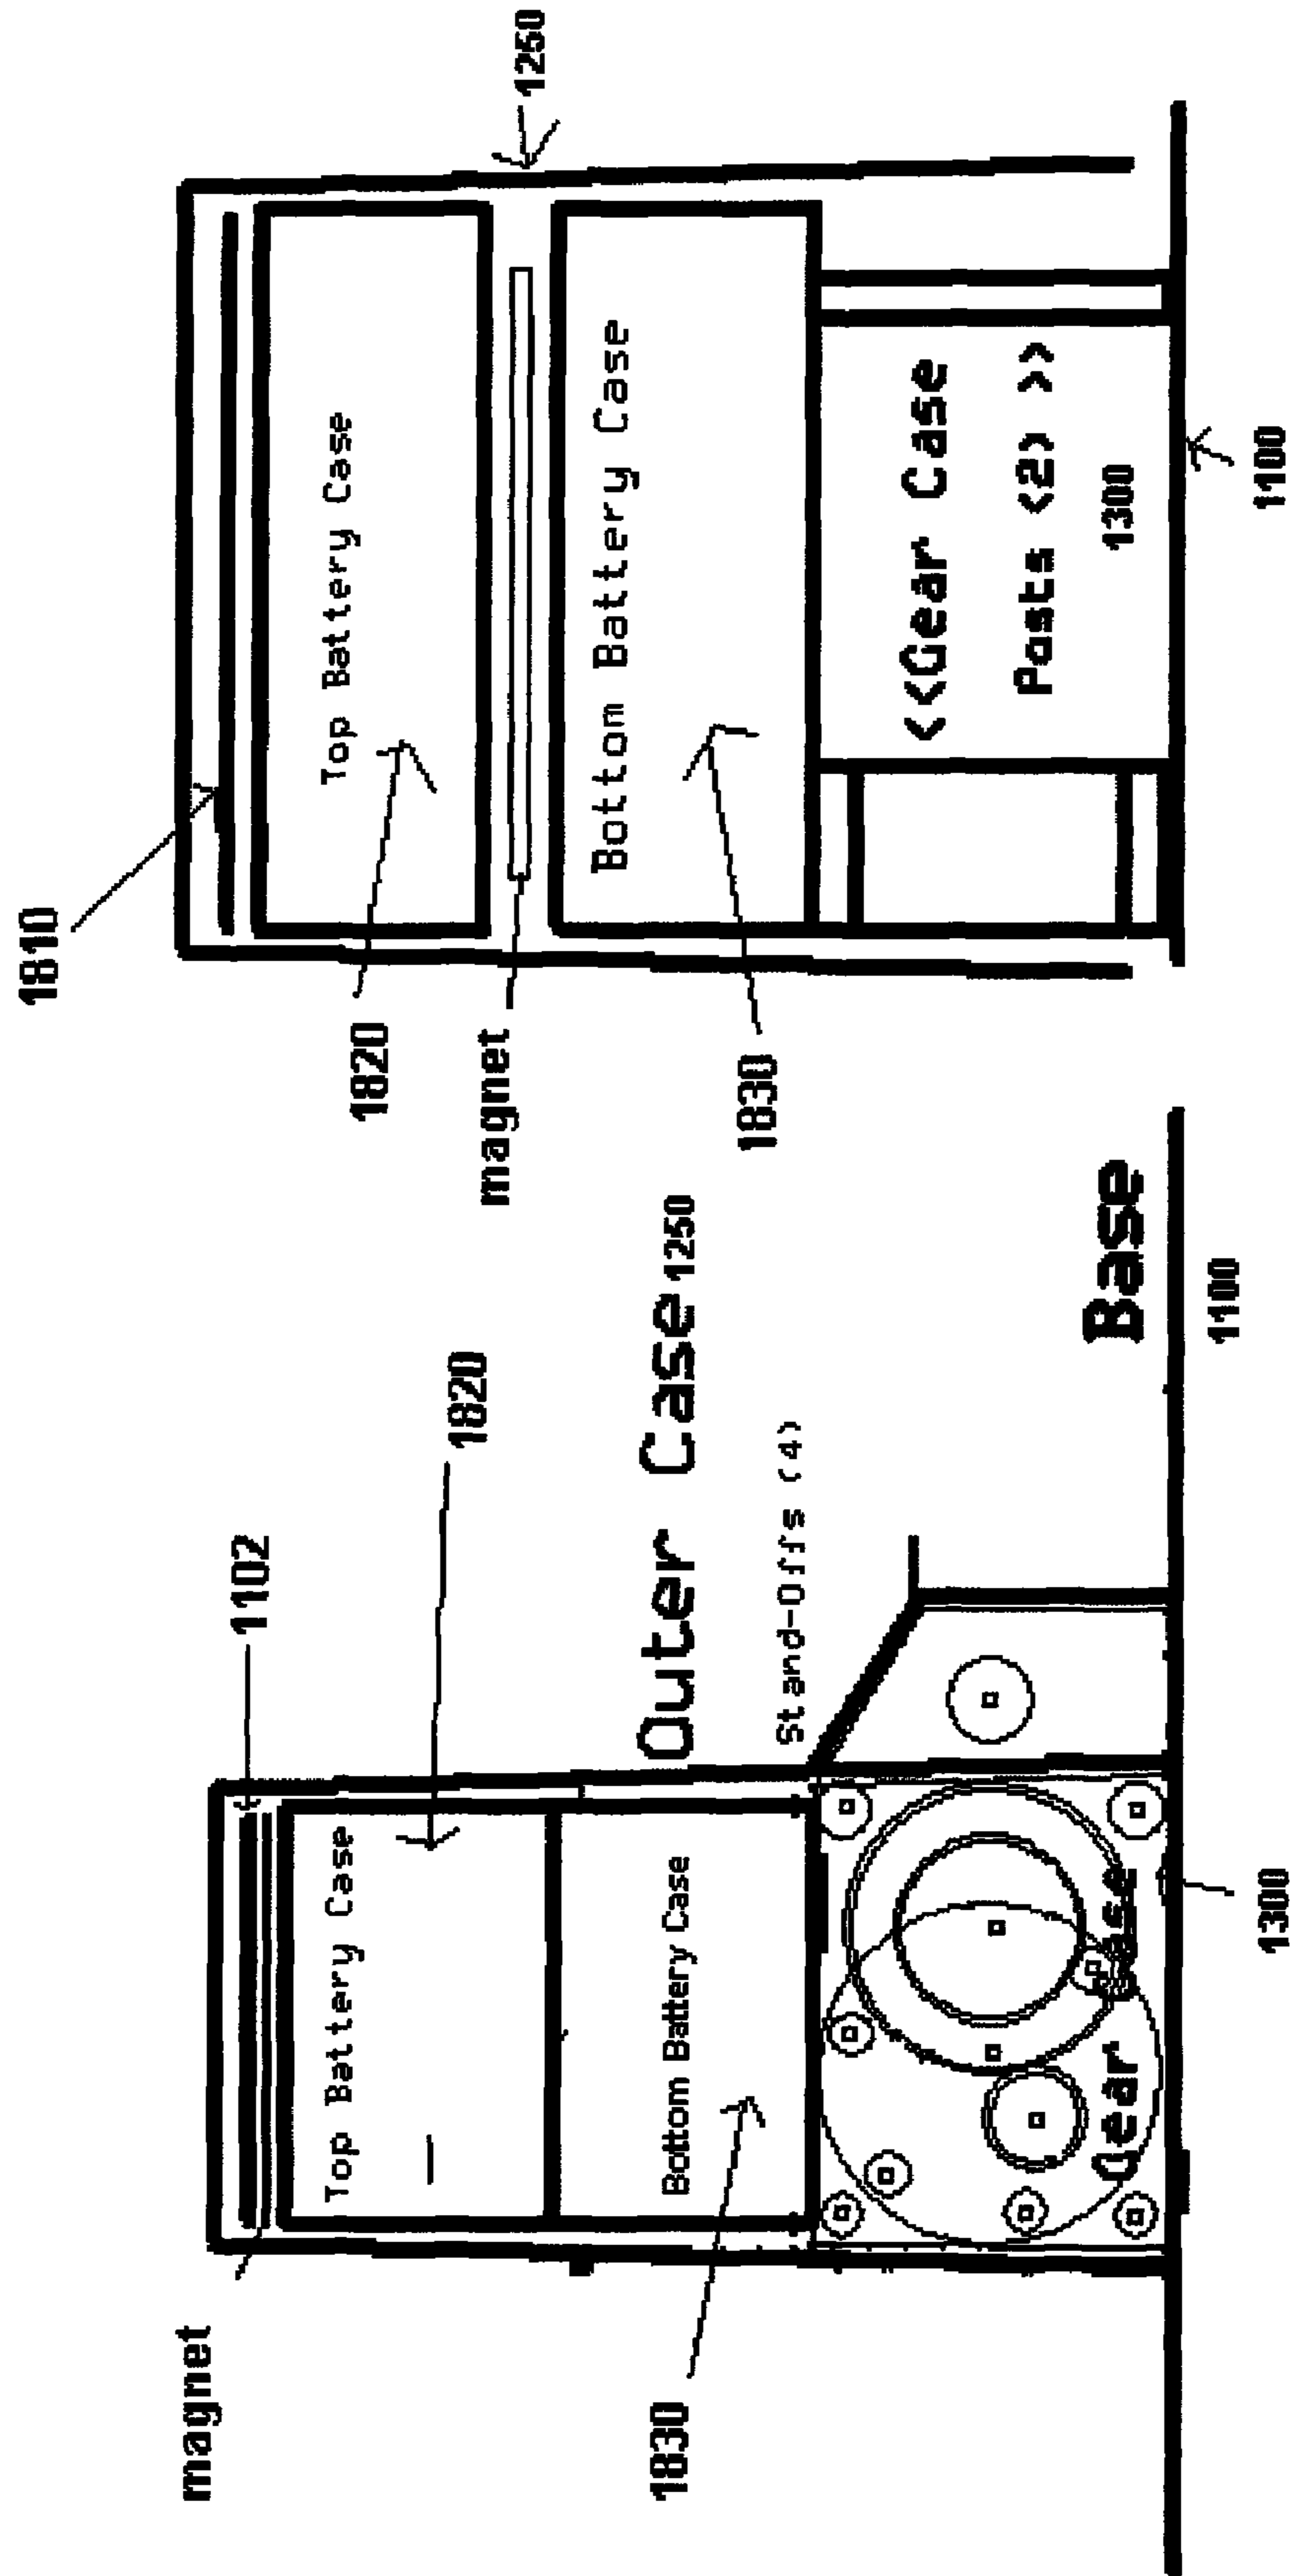 magnet
1102
1820
Top Battery Case
Bottom Battery Case
1830
Outer Case 1250
Stand-Offs (4)
Gear Case
1300
Base
1100
1810
1250
Top Battery Case
1820
magnet
Bottom Battery Case
1830
<<Gear Case
Posts <2> >>
1300
1100